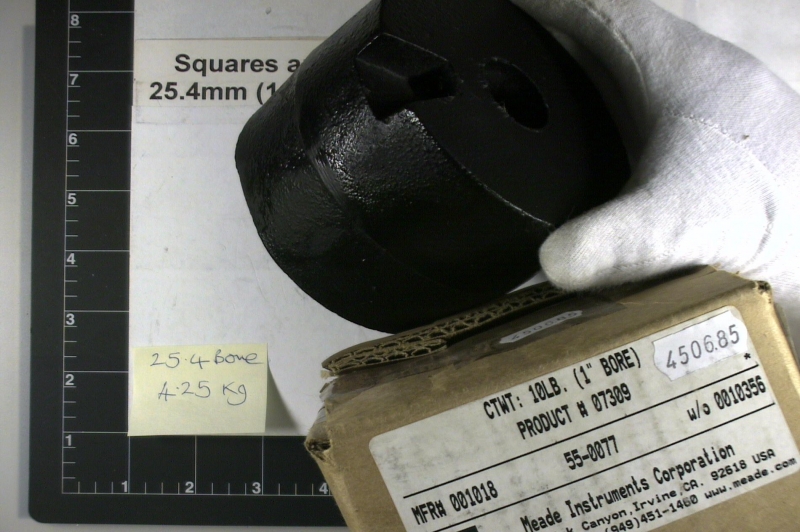 8
7
6
5
4
3
2
1
1 2 3 4
Squares a
25.4mm (1
25.4 Bore
4.25 Kg
450685
CTWT: 10LB. (1" BORE) *
PRODUCT # 07309
w/o 0010356
55-0077
MFR# 001018
Meade Instruments Corporation
Canyon, Irvine, CA. 92618 USA
(949)451-1460 www.meade.com